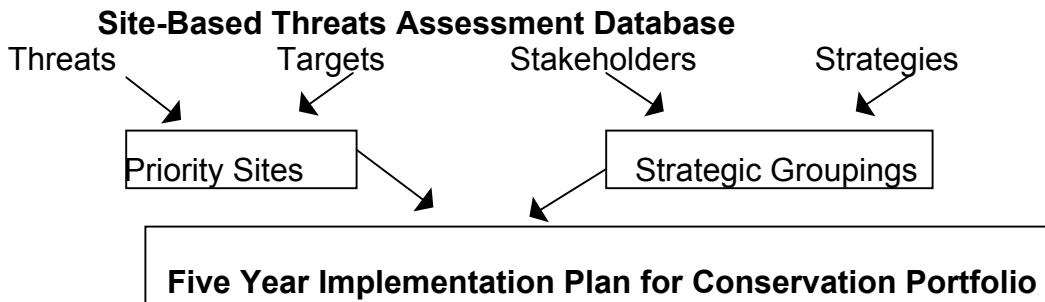 Site-Based Threats Assessment Database
Threats Targets Stakeholders Strategies
Priority Sites Strategic Groupings
Five Year Implementation Plan for Conservation Portfolio